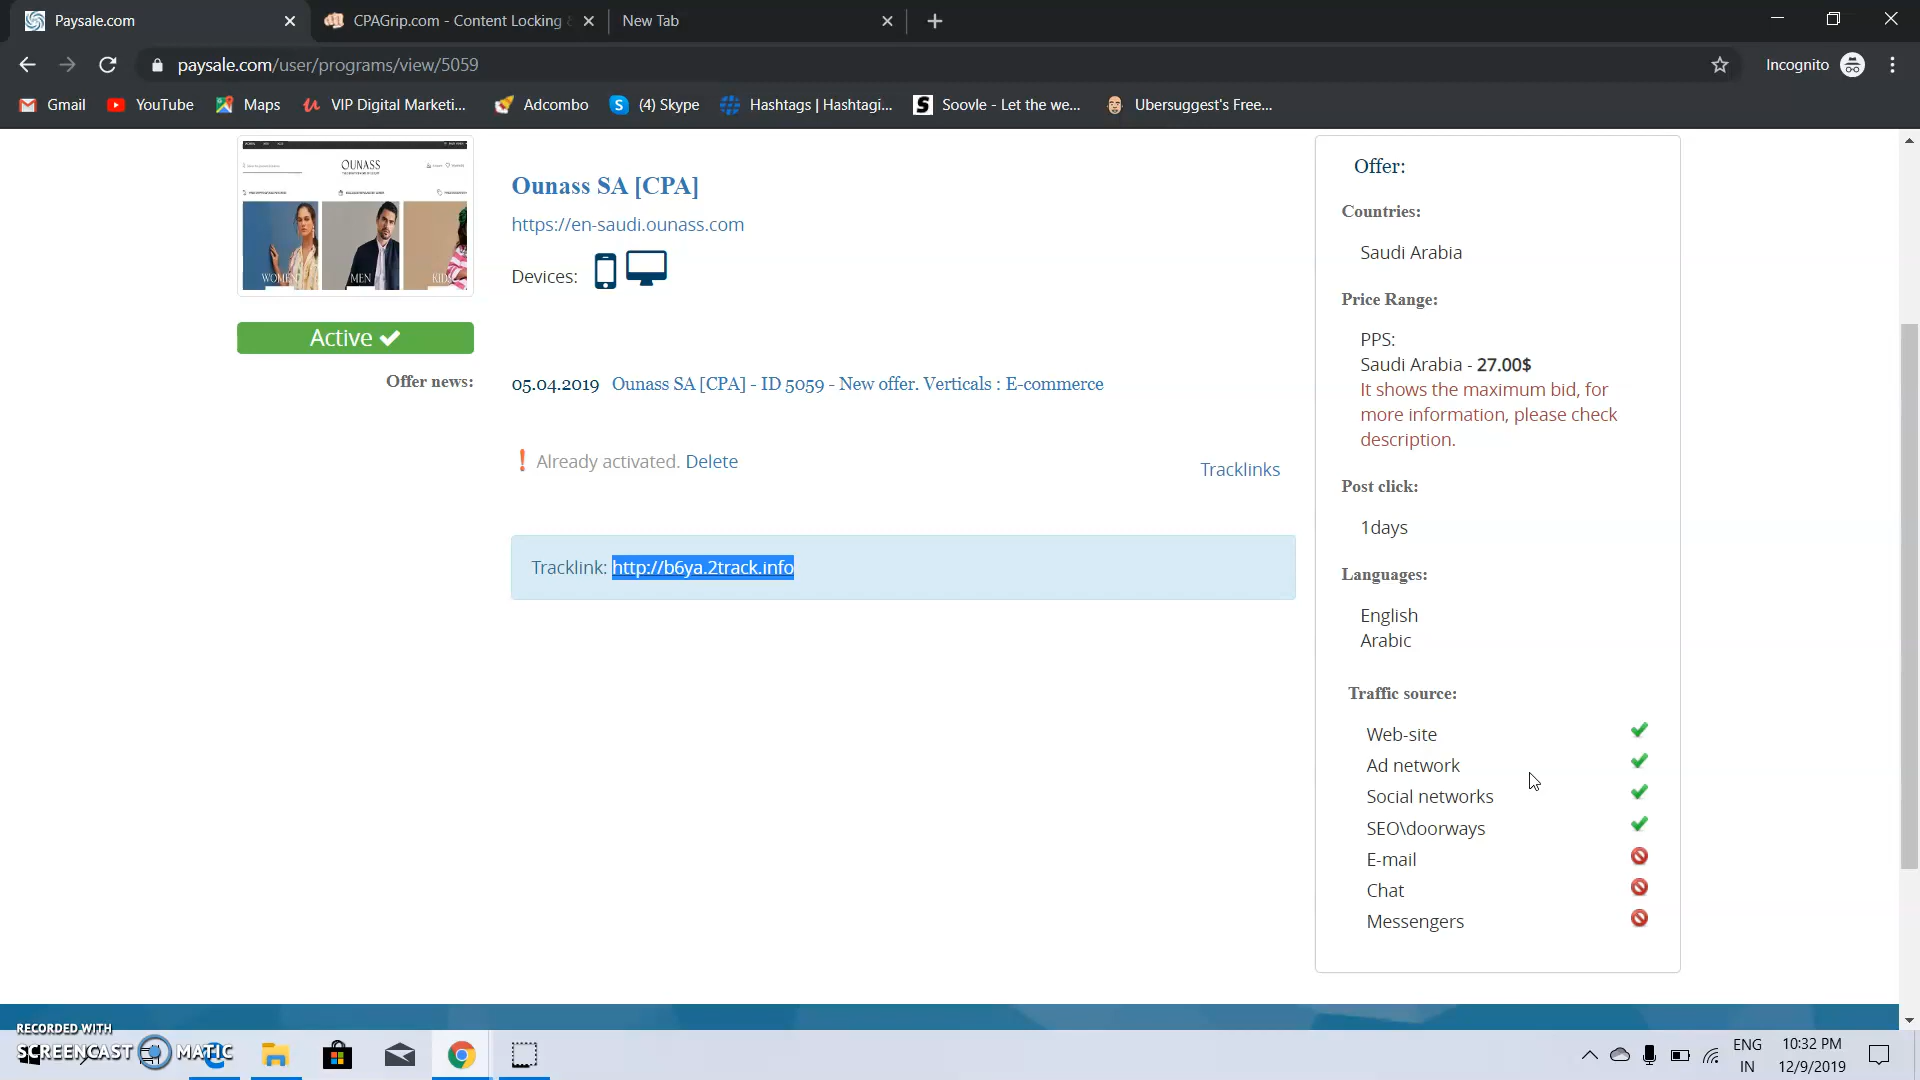 Paysale.com
CPAGrip.com - Content Locking
New Tab
paysale.com/user/programs/view/5059
Incognito
Gmail
YouTube
Maps
VIP Digital Marketi...
Adcombo
(4) Skype
Hashtags | Hashtagi...
Soovle - Let the we...
Ubersuggest's Free...
OUNASS
WOMEN
MEN
KIDS
Active
Ounass SA [CPA]
https://en-saudi.ounass.com
Devices:
Offer news:
05.04.2019 Ounass SA [CPA] - ID 5059 - New offer. Verticals : E-commerce
Already activated. Delete
Tracklinks
Tracklink: http://b6ya.2track.info
Offer:
Countries:
Saudi Arabia
Price Range:
PPS:
Saudi Arabia - 27.00$
It shows the maximum bid, for
more information, please check
description.
Post click:
1days
Languages:
English
Arabic
Traffic source:
Web-site
Ad network
Social networks
SEO\doorways
E-mail
Chat
Messengers
RECORDED WITH
SCREENCAST MATIC
ENG
IN
10:32 PM
12/9/2019